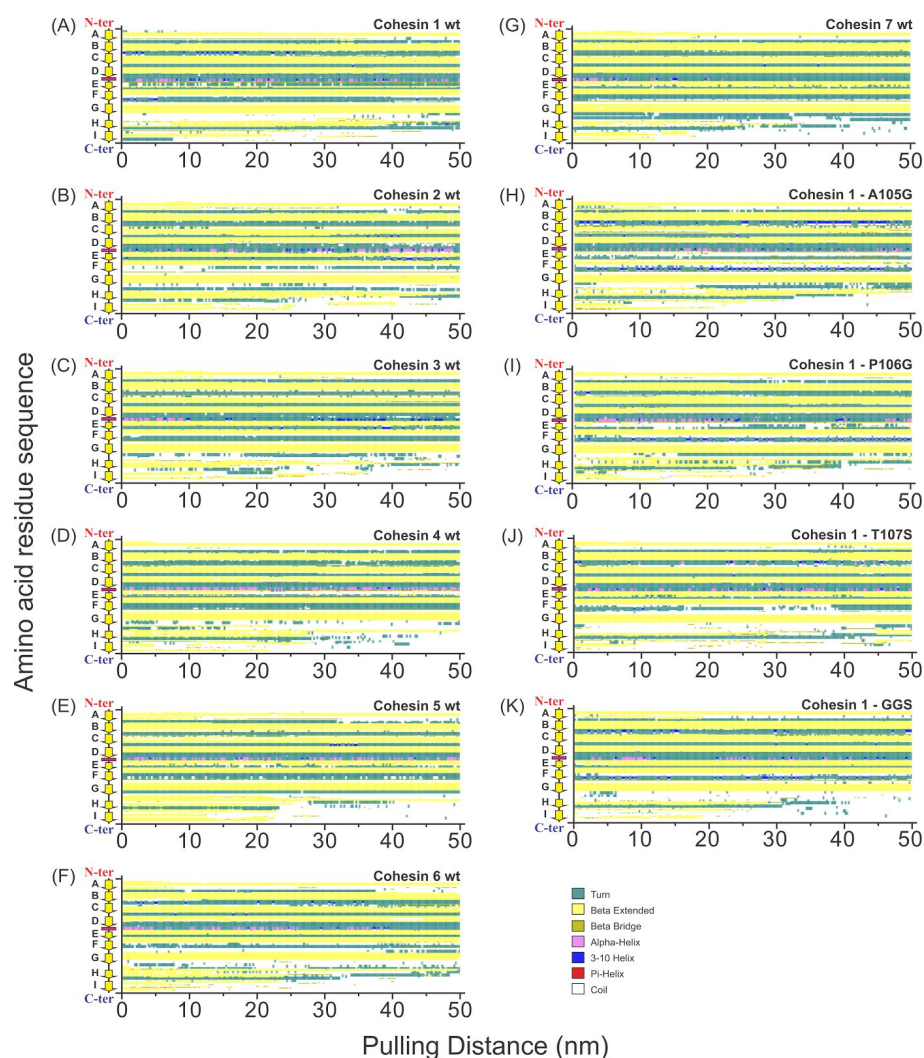 Amino acid residue sequence
(A) N-ter Cohesin 1 wt
A
B
C
D
E
F
G
H
I
C-ter
0 10 20 30 40 50
(B) N-ter Cohesin 2 wt
A
B
C
D
E
F
G
H
I
C-ter
0 10 20 30 40 50
(C) N-ter Cohesin 3 wt
A
B
C
D
E
F
G
H
I
C-ter
0 10 20 30 40 50
(D) N-ter Cohesin 4 wt
A
B
C
D
E
F
G
H
I
C-ter
0 10 20 30 40 50
(E) N-ter Cohesin 5 wt
A
B
C
D
E
F
G
H
I
C-ter
0 10 20 30 40 50
(F) N-ter Cohesin 6 wt
A
B
C
D
E
F
G
H
I
C-ter
0 10 20 30 40 50
(G) N-ter Cohesin 7 wt
A
B
C
D
E
F
G
H
I
C-ter
0 10 20 30 40 50
(H) N-ter Cohesin 1 - A105G
A
B
C
D
E
F
G
H
I
C-ter
0 10 20 30 40 50
(I) N-ter Cohesin 1 - P106G
A
B
C
D
E
F
G
H
I
C-ter
0 10 20 30 40 50
(J) N-ter Cohesin 1 - T107S
A
B
C
D
E
F
G
H
I
C-ter
0 10 20 30 40 50
(K) N-ter Cohesin 1 - GGS
A
B
C
D
E
F
G
H
I
C-ter
0 10 20 30 40 50
Turn
Beta Extended
Beta Bridge
Alpha-Helix
3-10 Helix
Pi-Helix
Coil
Pulling Distance (nm)